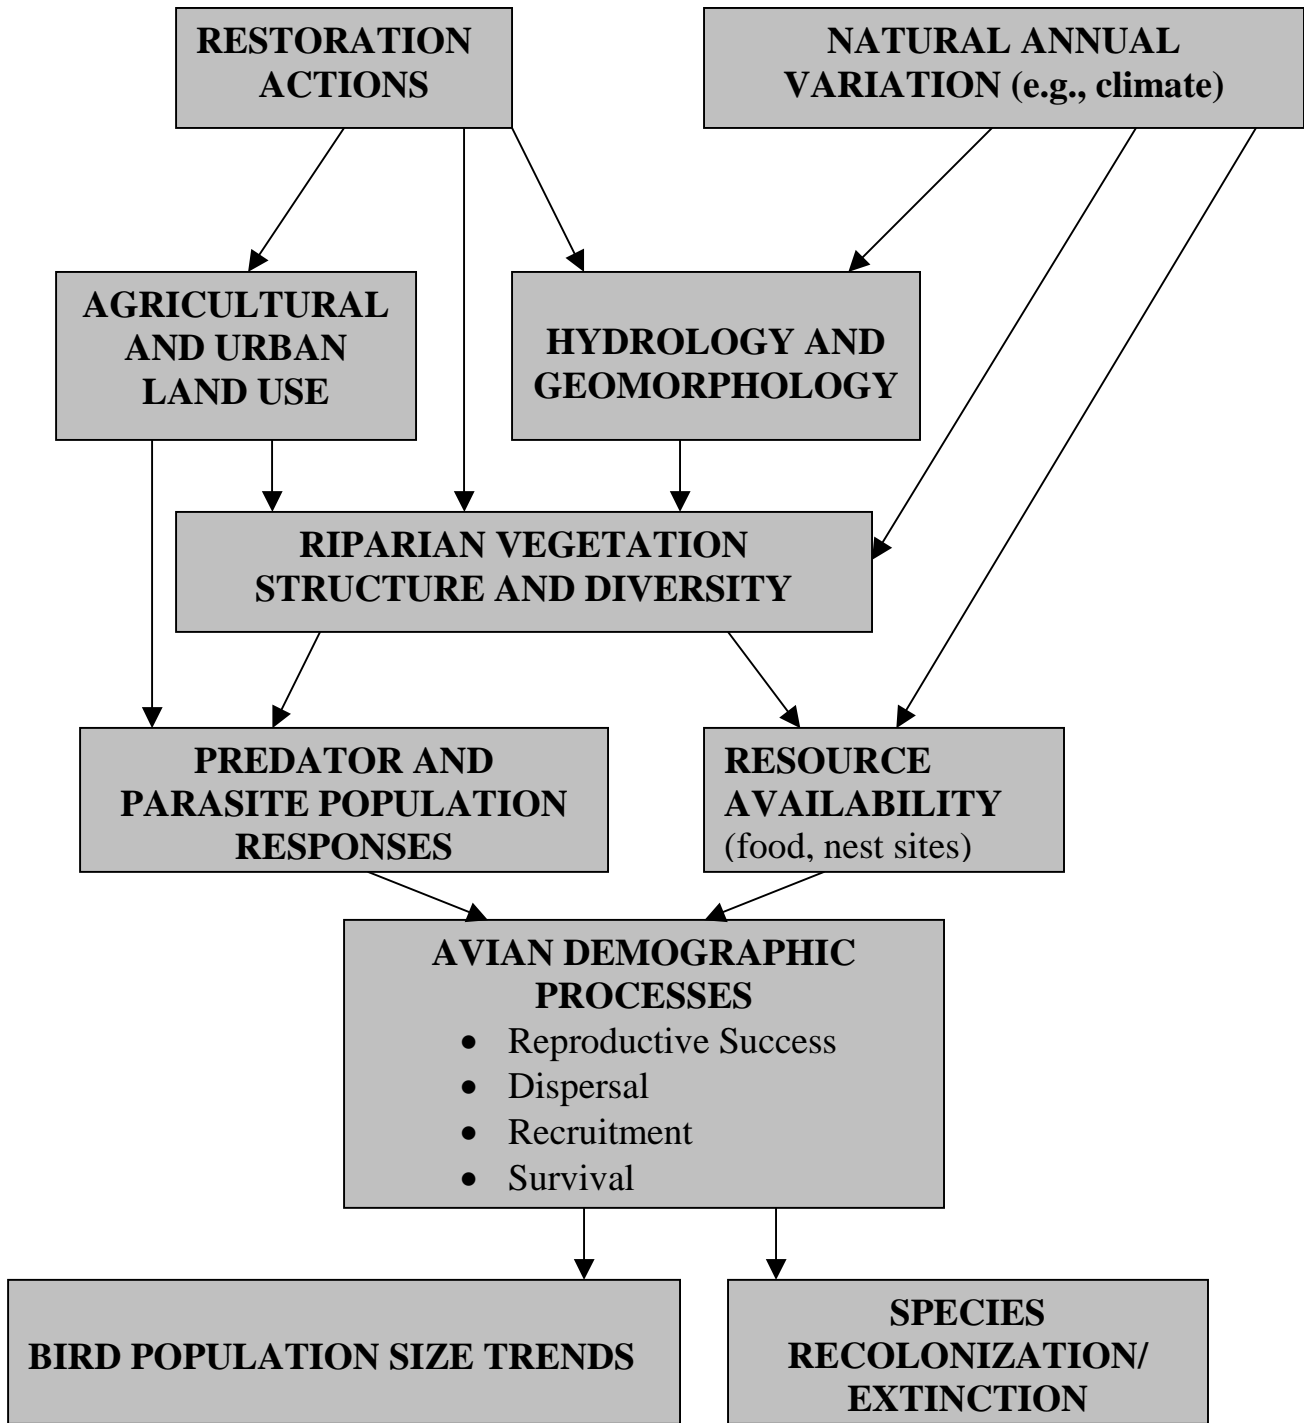 RESTORATION
ACTIONS
NATURAL ANNUAL
VARIATION (e.g., climate)
AGRICULTURAL
AND URBAN
LAND USE
HYDROLOGY AND
GEOMORPHOLOGY
RIPARIAN VEGETATION
STRUCTURE AND DIVERSITY
PREDATOR AND
PARASITE POPULATION
RESPONSES
RESOURCE
AVAILABILITY
(food, nest sites)
AVIAN DEMOGRAPHIC
PROCESSES
• Reproductive Success
• Dispersal
• Recruitment
• Survival
BIRD POPULATION SIZE TRENDS
SPECIES
RECOLONIZATION/
EXTINCTION